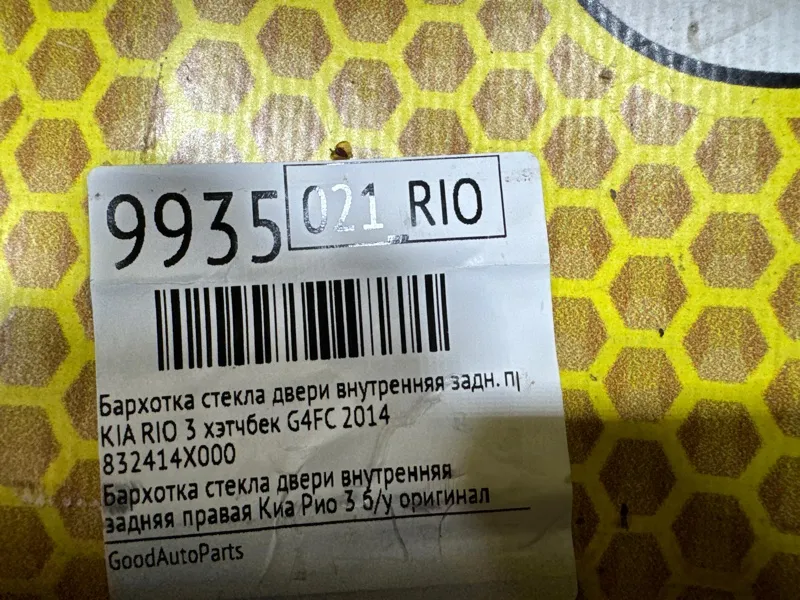 9935 021 RIO
Бархотка стекла двери внутренняя задн. п
KIA RIO 3 хэтчбек G4FC 2014
832414X000
Бархотка стекла двери внутренняя
задняя правая Киа Рио 3 б/у оригинал
GoodAutoParts